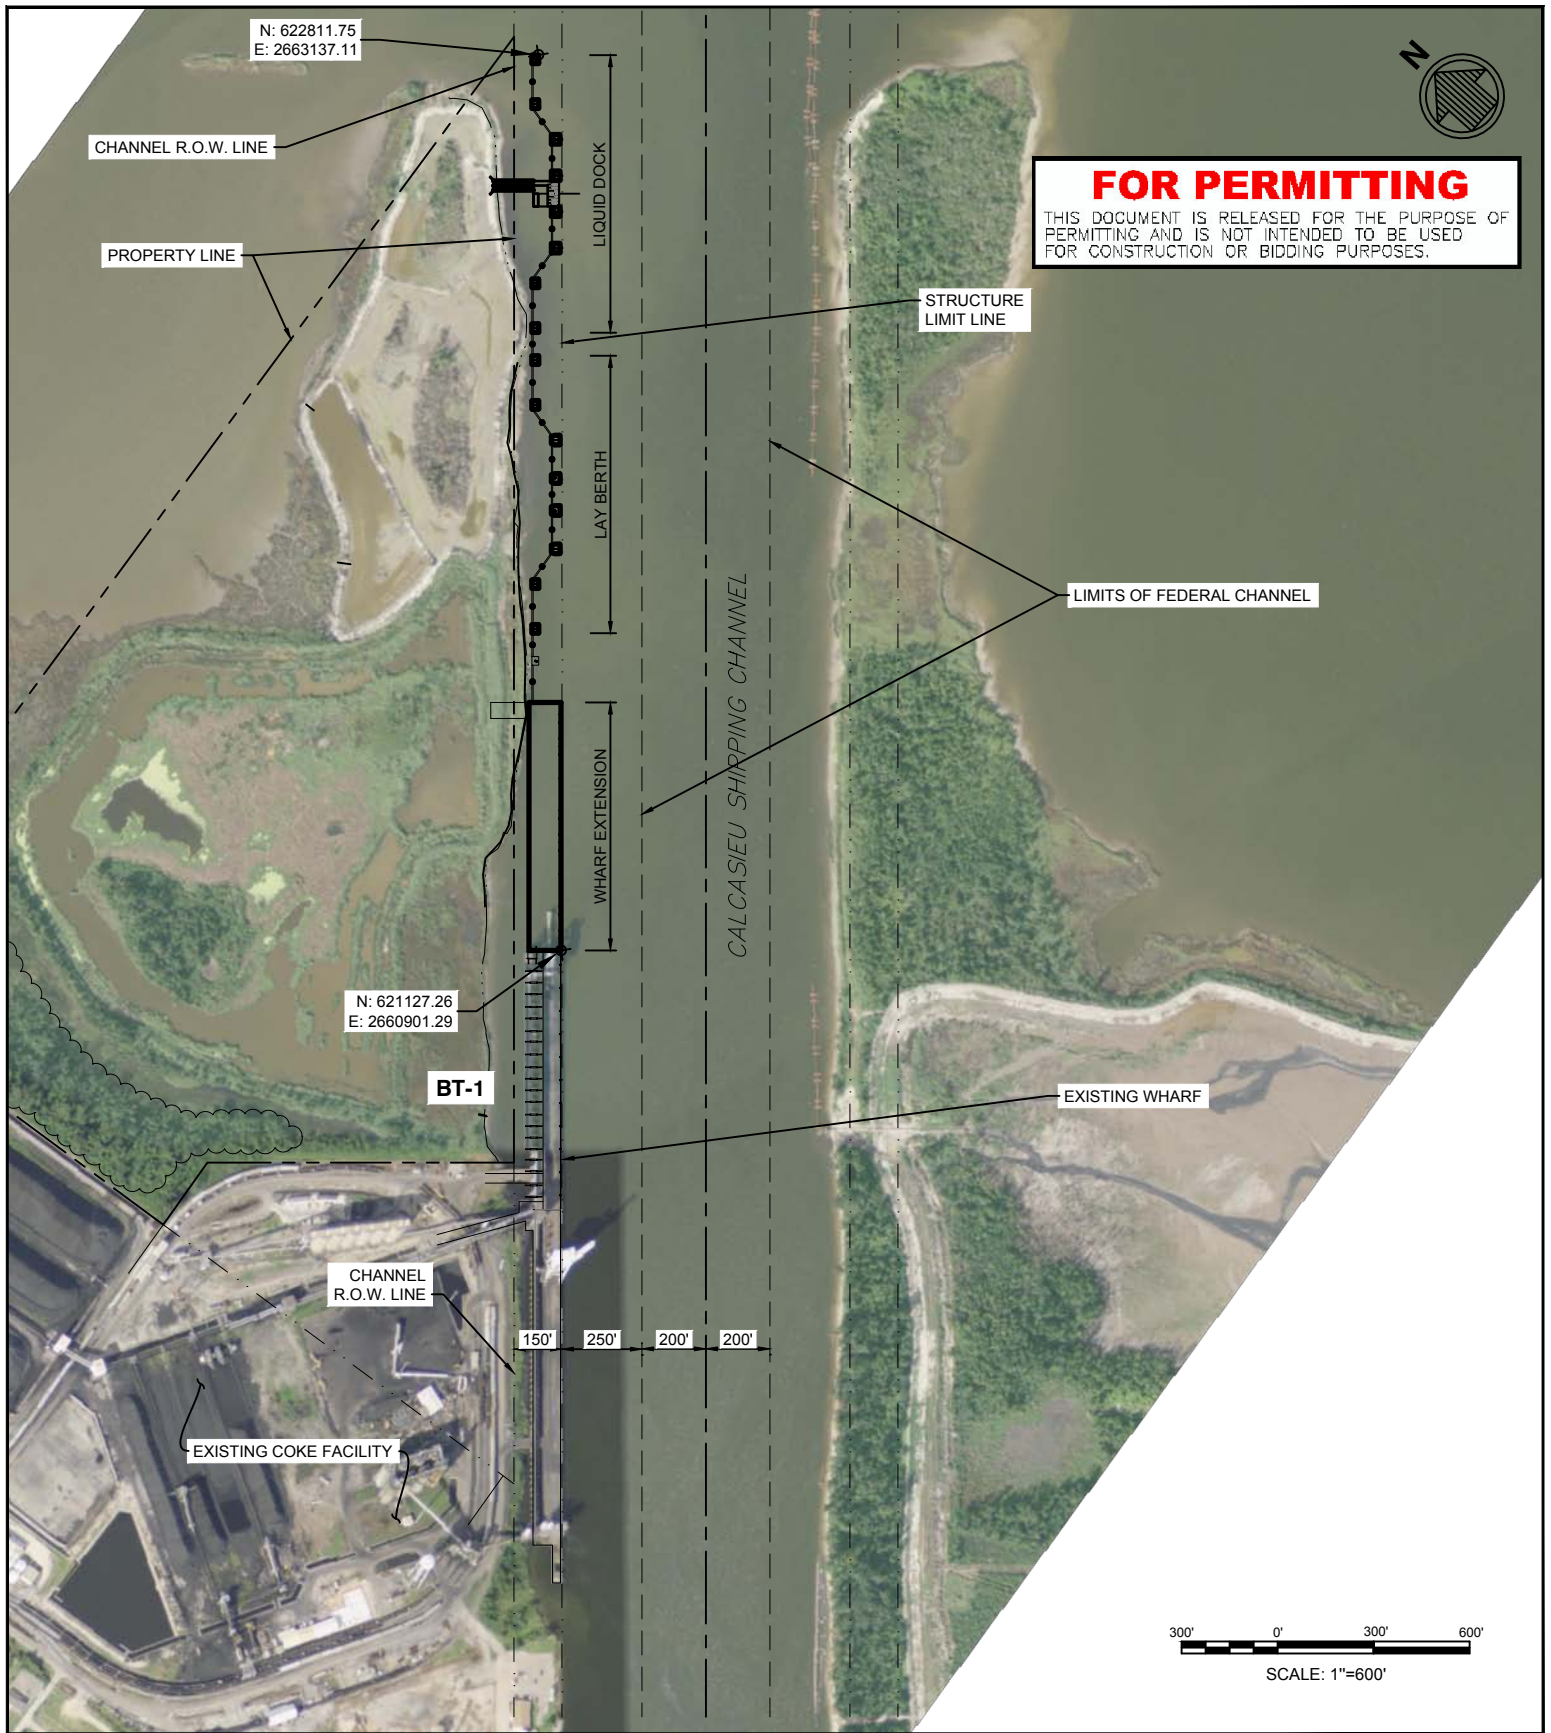 N: 622811.75
E: 2663137.11
N
CHANNEL R.O.W. LINE
FOR PERMITTING
THIS DOCUMENT IS RELEASED FOR THE PURPOSE OF
PERMITTING AND IS NOT INTENDED TO BE USED
FOR CONSTRUCTION OR BIDDING PURPOSES.
LIQUID DOCK
PROPERTY LINE
STRUCTURE
LIMIT LINE
LAY BERTH
LIMITS OF FEDERAL CHANNEL
CALCASIEU SHIPPING CHANNEL
WHARF EXTENSION
N: 621127.26
E: 2660901.29
BT-1
EXISTING WHARF
CHANNEL
R.O.W. LINE
150' 250' 200' 200'
EXISTING COKE FACILITY
300' 0' 300' 600'
SCALE: 1"=600'